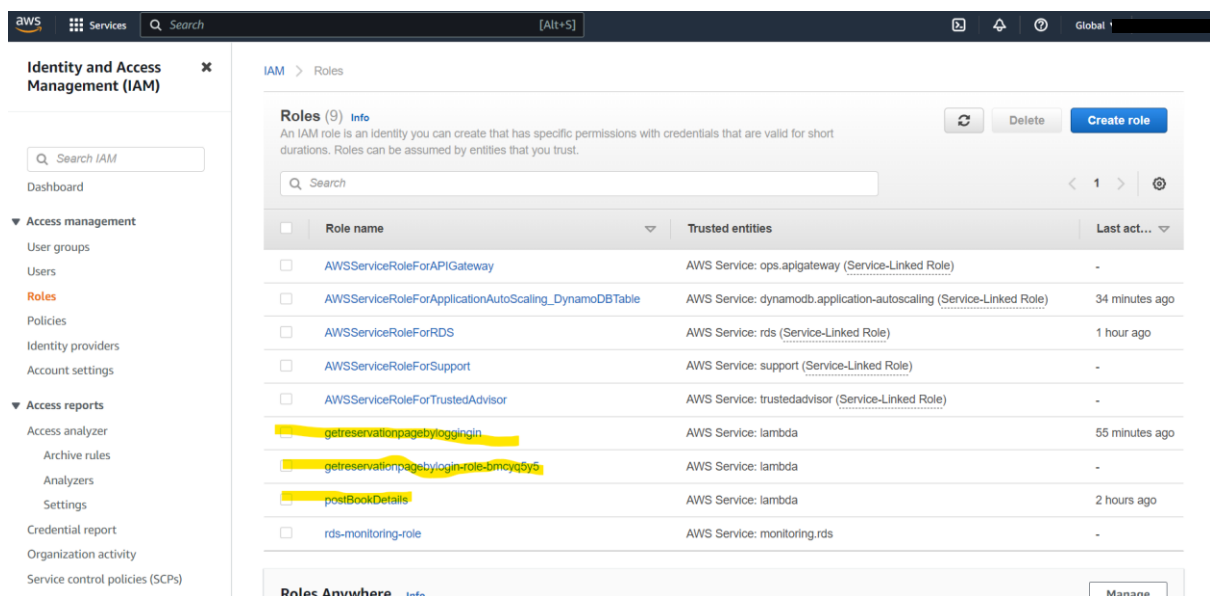 aws
Services
Search
[Alt+S]
Global
Identity and Access
Management (IAM)
Search IAM
Dashboard
Access management
User groups
Users
Roles
Policies
Identity providers
Account settings
Access reports
Access analyzer
Archive rules
Analyzers
Settings
Credential report
Organization activity
Service control policies (SCPs)
IAM > Roles
Roles (9) Info
An IAM role is an identity you can create that has specific permissions with credentials that are valid for short
durations. Roles can be assumed by entities that you trust.
Delete
Create role
Search
1
Role name Trusted entities Last act...
AWSServiceRoleForAPIGateway AWS Service: ops.apigateway (Service-Linked Role) -
AWSServiceRoleForApplicationAutoScaling_DynamoDBTable AWS Service: dynamodb.application-autoscaling (Service-Linked Role) 34 minutes ago
AWSServiceRoleForRDS AWS Service: rds (Service-Linked Role) 1 hour ago
AWSServiceRoleForSupport AWS Service: support (Service-Linked Role) -
AWSServiceRoleForTrustedAdvisor AWS Service: trustedadvisor (Service-Linked Role) -
getreservationpagebyloggingin AWS Service: lambda 55 minutes ago
getreservationpagebylogin-role-bmcyq5y5 AWS Service: lambda -
postBookDetails AWS Service: lambda 2 hours ago
rds-monitoring-role AWS Service: monitoring.rds -
Roles Anywhere Info
Manage